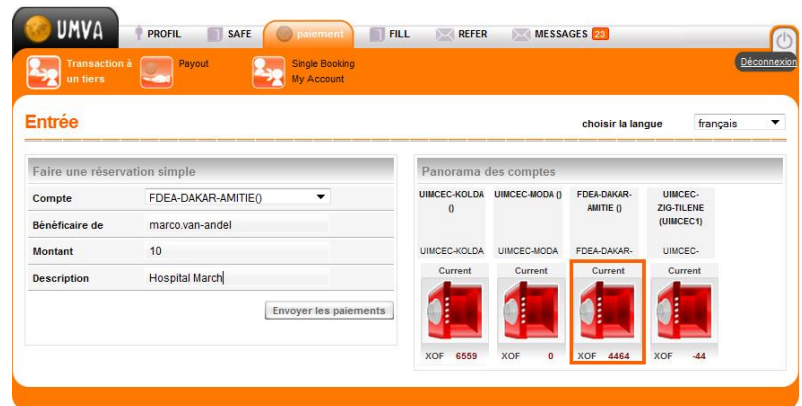 UMVA
PROFIL
SAFE
paiement
FILL
REFER
MESSAGES 23
Transaction à
un tiers
Payout
Single Booking
My Account
Déconnexion
Entrée
choisir la langue
français
Faire une réservation simple
Compte
FDEA-DAKAR-AMITIE()
Bénéficaire de
marco.van-andel
Montant
10
Description
Hospital March
Envoyer les paiements
Panorama des comptes
UIMCEC-KOLDA
()
UIMCEC-KOLDA
Current
XOF 6559
UIMCEC-MODA ()
UIMCEC-MODA
Current
XOF 0
FDEA-DAKAR-
AMITIE ()
FDEA-DAKAR-
Current
XOF 4464
UIMCEC-
ZIG-TILENE
(UIMCEC1)
UIMCEC-
Current
XOF -44